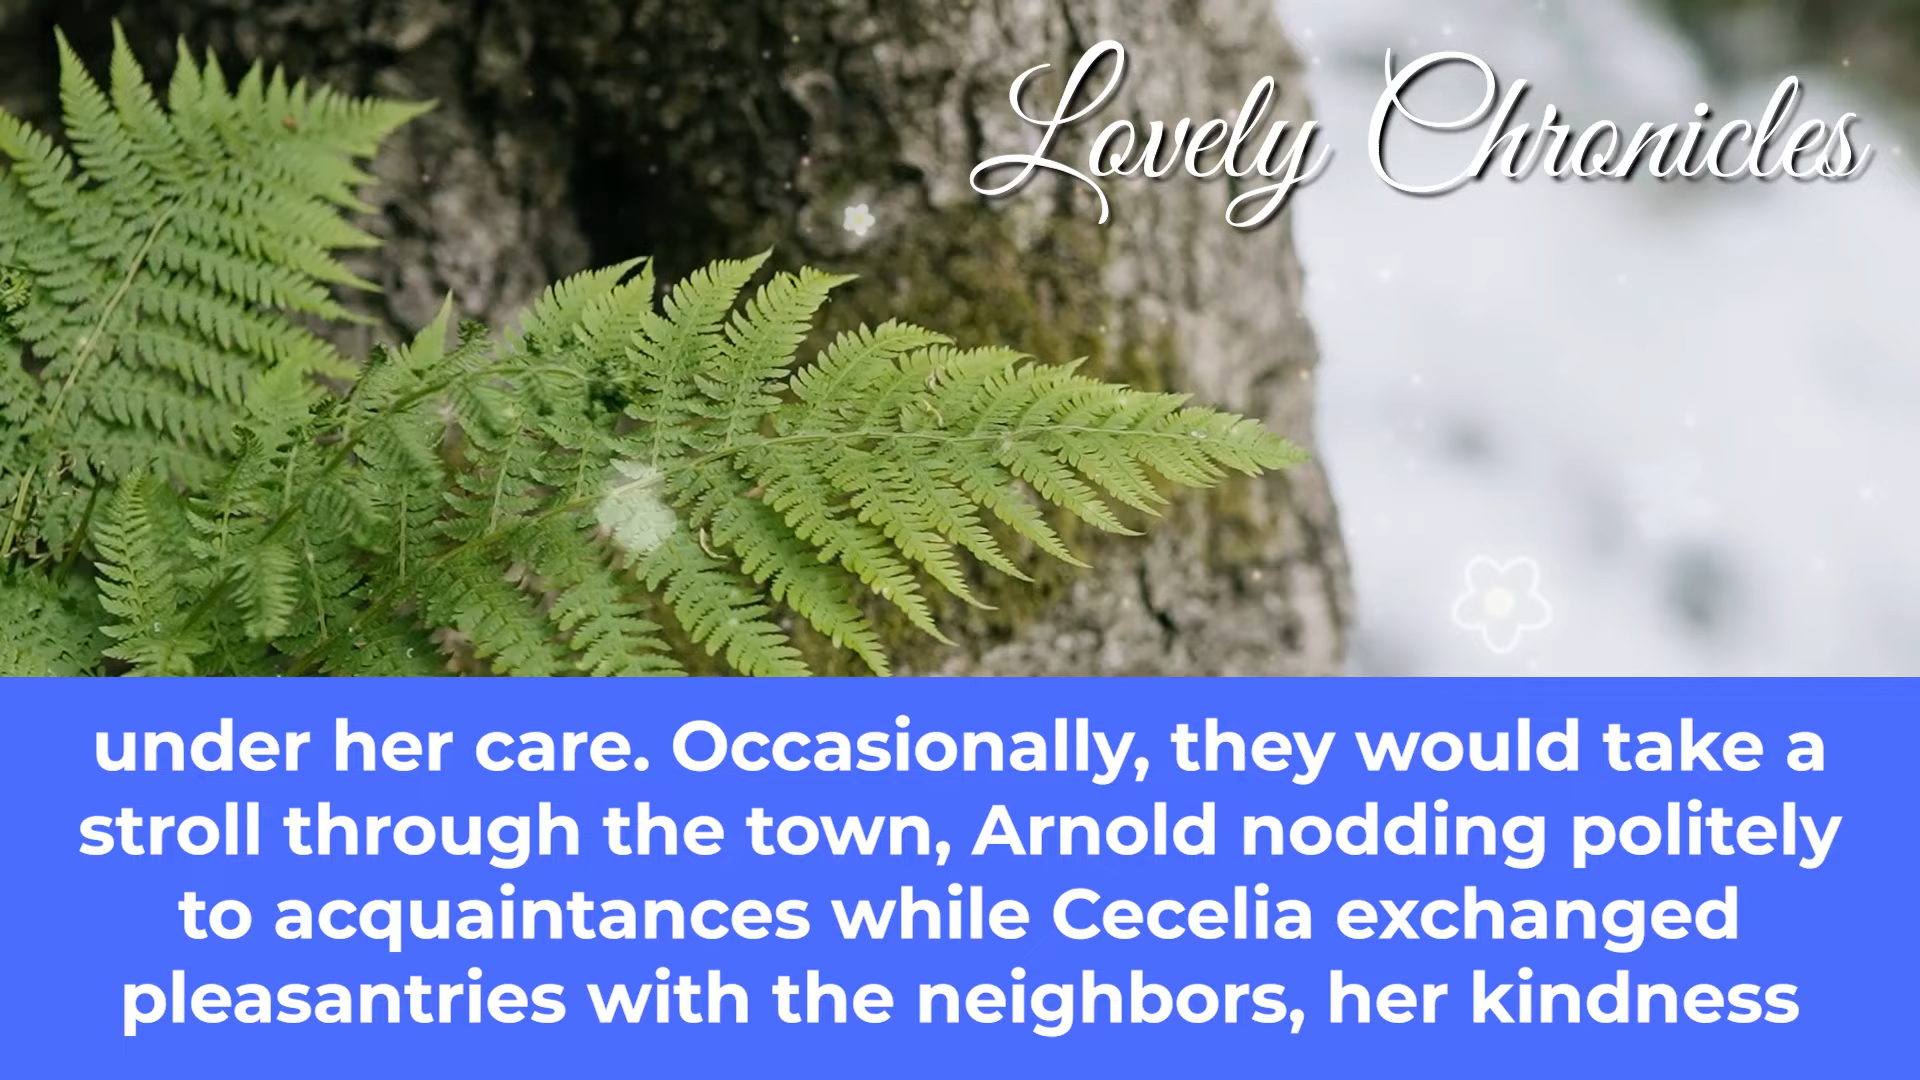 Lovely Chronicles
under her care. Occasionally, they would take a
stroll through the town, Arnold nodding politely
to acquaintances while Cecelia exchanged
pleasantries with the neighbors, her kindness